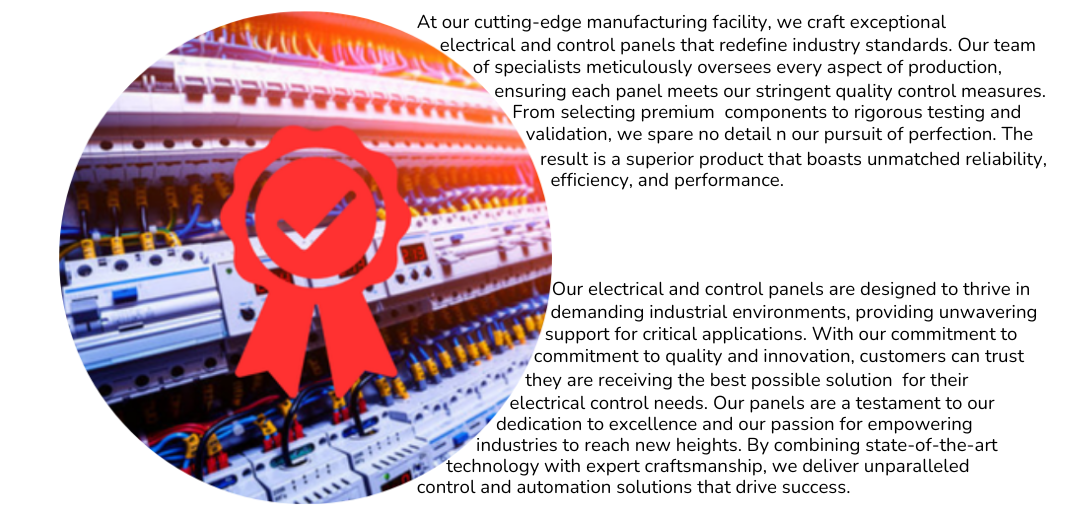 At our cutting-edge manufacturing facility, we craft exceptional
electrical and control panels that redefine industry standards. Our team
of specialists meticulously oversees every aspect of production,
ensuring each panel meets our stringent quality control measures.
From selecting premium  components to rigorous testing and
validation, we spare no detail n our pursuit of perfection. The
result is a superior product that boasts unmatched reliability,
efficiency, and performance.
Our electrical and control panels are designed to thrive in
demanding industrial environments, providing unwavering
support for critical applications. With our commitment to
commitment to quality and innovation, customers can trust
they are receiving the best possible solution  for their
electrical control needs. Our panels are a testament to our
dedication to excellence and our passion for empowering
industries to reach new heights. By combining state-of-the-art
technology with expert craftsmanship, we deliver unparalleled
control and automation solutions that drive success.